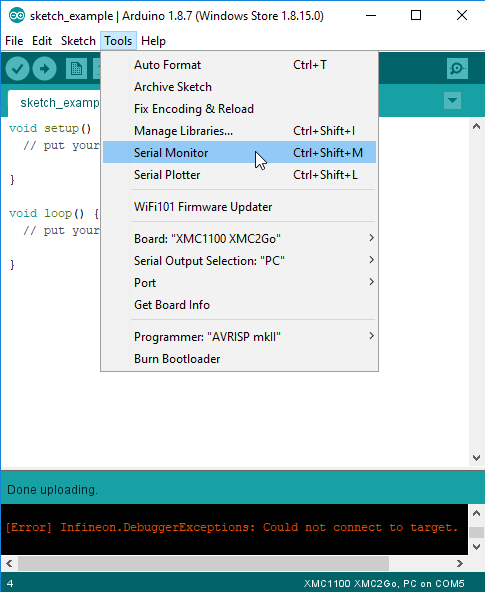 sketch_example | Arduino 1.8.7 (Windows Store 1.8.15.0)
File Edit Sketch Tools Help
sketch_examp
Auto Format Ctrl+T
Archive Sketch
Fix Encoding & Reload
Manage Libraries... Ctrl+Shift+I
Serial Monitor Ctrl+Shift+M
Serial Plotter Ctrl+Shift+L
WiFi101 Firmware Updater
Board: "XMC1100 XMC2Go"
Serial Output Selection: "PC"
Port
Get Board Info
Programmer: "AVRISP mkII"
Burn Bootloader
void setup()
// put your
}
void loop() {
// put your
}
Done uploading.
[Error] Infineon.DebuggerExceptions: Could not connect to target.
4 XMC1100 XMC2Go, PC on COM5